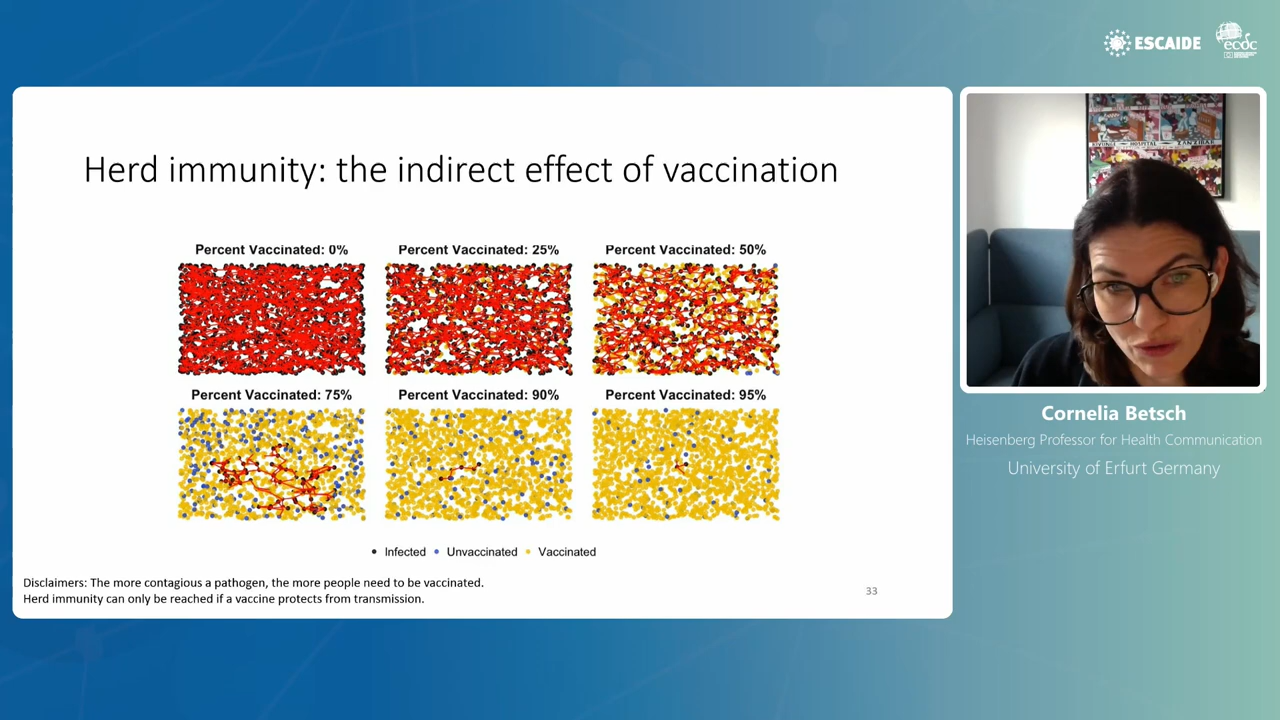 ESCAIDE
ecdc
Herd immunity: the indirect effect of vaccination
Percent Vaccinated: 0%
Percent Vaccinated: 25%
Percent Vaccinated: 50%
Percent Vaccinated: 75%
Percent Vaccinated: 90%
Percent Vaccinated: 95%
Infected
Unvaccinated
Vaccinated
Disclaimers: The more contagious a pathogen, the more people need to be vaccinated.
Herd immunity can only be reached if a vaccine protects from transmission.
33
HOSPITAL
ZANZIBAR
Cornelia Betsch
Heisenberg Professor for Health Communication
University of Erfurt Germany